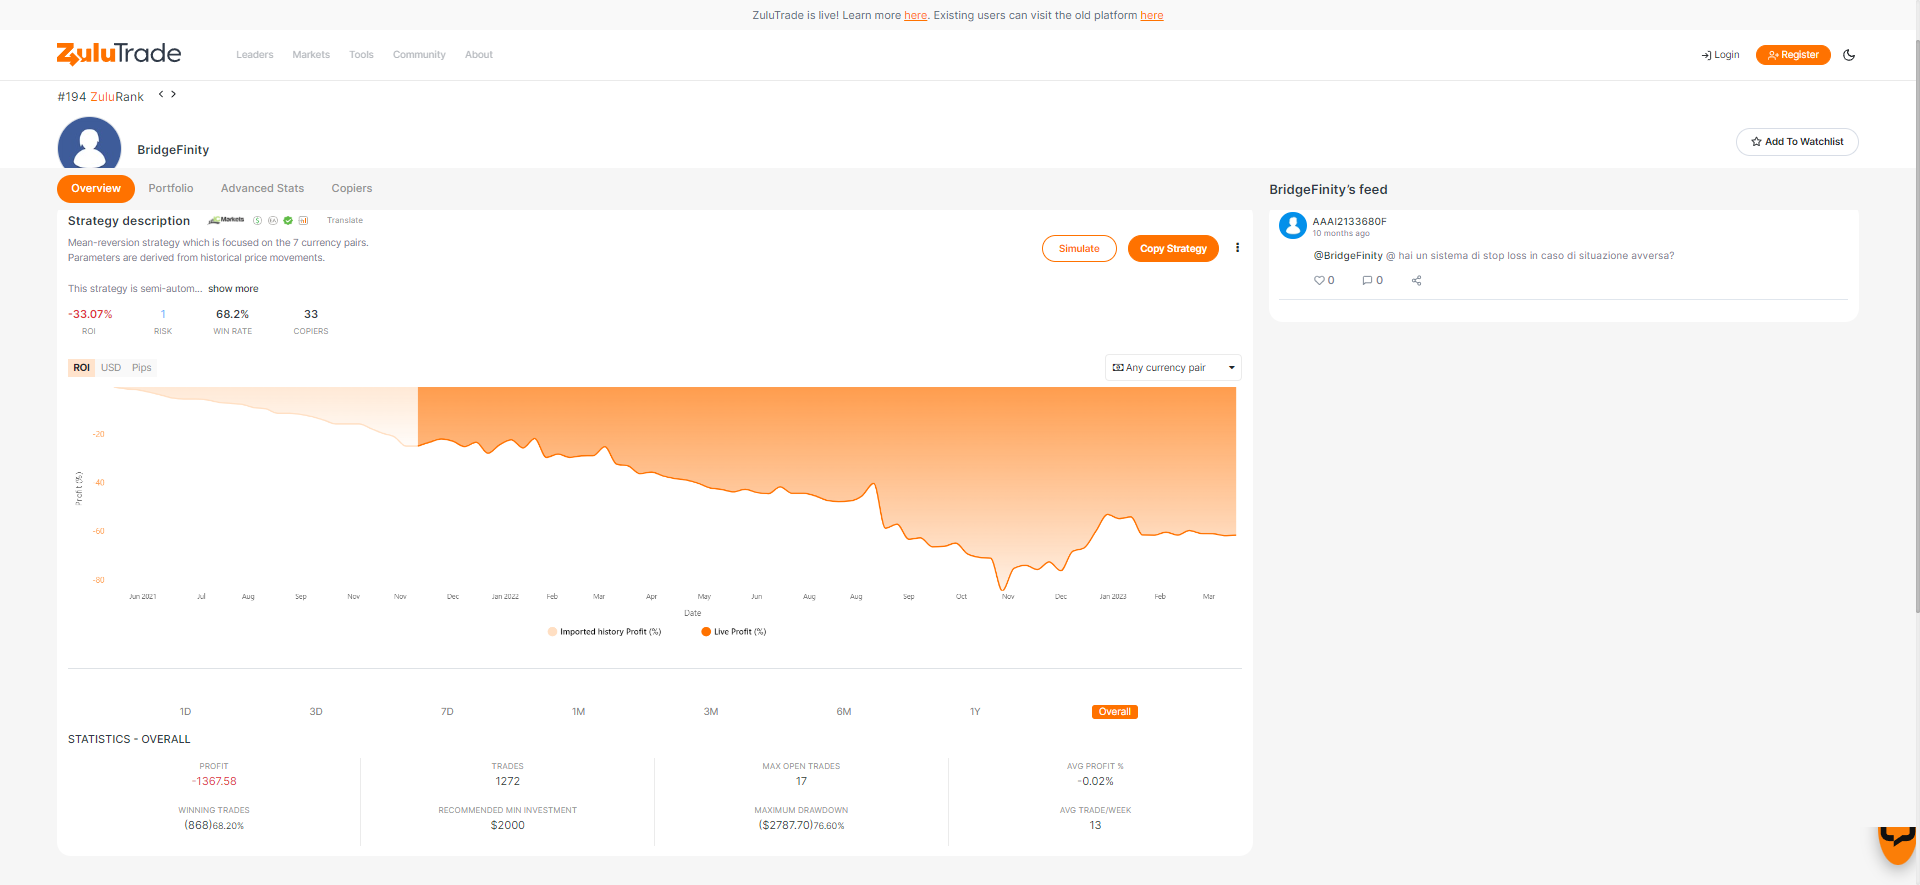 ZuluTrade is live! Learn more here. Existing users can visit the old platform here
ZuluTrade
Leaders Markets Tools Community About
Login Register
#194 ZuluRank
BridgeFinity
Add To Watchlist
Overview Portfolio Advanced Stats Copiers
Strategy description Markets Translate
Mean-reversion strategy which is focused on the 7 currency pairs.
Parameters are derived from historical price movements.
This strategy is semi-autom... show more
Simulate Copy Strategy
-33.07% 1 68.2% 33
ROI RISK WIN RATE COPIERS
ROI USD Pips
Any currency pair
-20
-40
-60
-80
Profit (%)
Jun 2021 Jul Aug Sep Nov Nov Dec Jan 2022 Feb Mar Apr May Jun Aug Aug Sep Oct Nov Dec Jan 2023 Feb Mar
Date
Imported history Profit (%) Live Profit (%)
1D 3D 7D 1M 3M 6M 1Y Overall
STATISTICS - OVERALL
PROFIT TRADES MAX OPEN TRADES AVG PROFIT %
-1367.58 1272 17 -0.02%
WINNING TRADES RECOMMENDED MIN INVESTMENT MAXIMUM DRAWDOWN AVG TRADE/WEEK
(868)68.20% $2000 ($2787.70)76.60% 13
BridgeFinity's feed
AAAI2133680F
10 months ago
@BridgeFinity @ hai un sistema di stop loss in caso di situazione avversa?
0 0